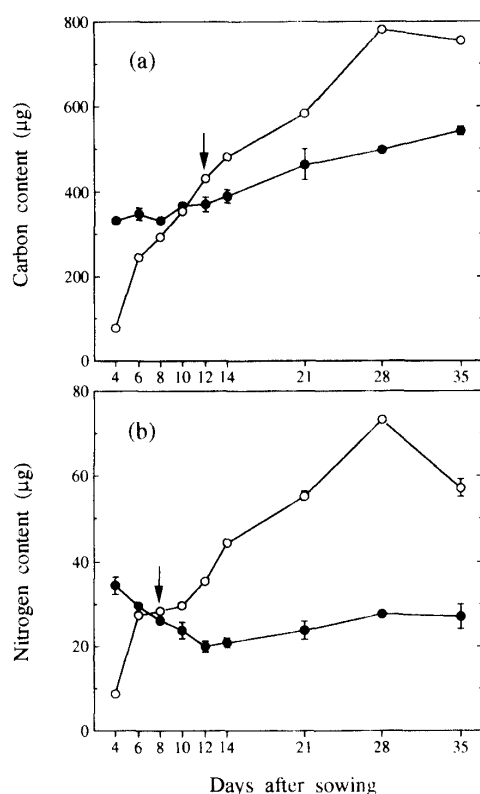 (a)
Carbon content (µg)
800
600
400
200
0
4 6 8 10 12 14 21 28 35
(b)
Nitrogen content (µg)
80
60
40
20
0
4 6 8 10 12 14 21 28 35
Days after sowing